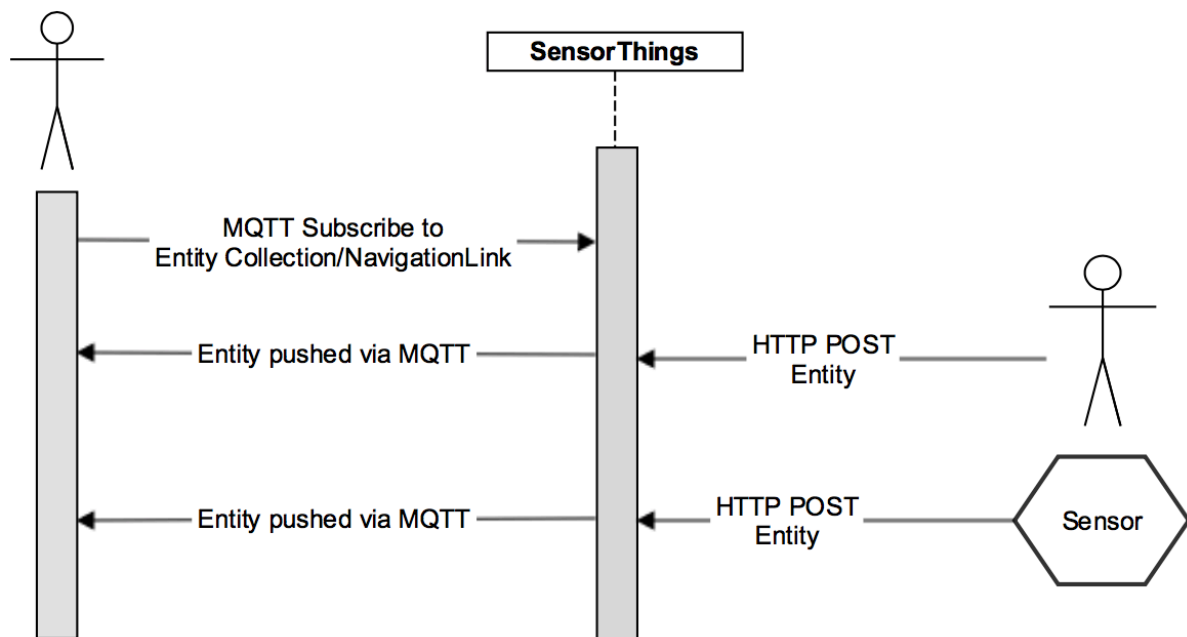 SensorThings
MQTT Subscribe to
Entity Collection/NavigationLink
Entity pushed via MQTT
HTTP POST
Entity
Entity pushed via MQTT
HTTP POST
Entity
Sensor